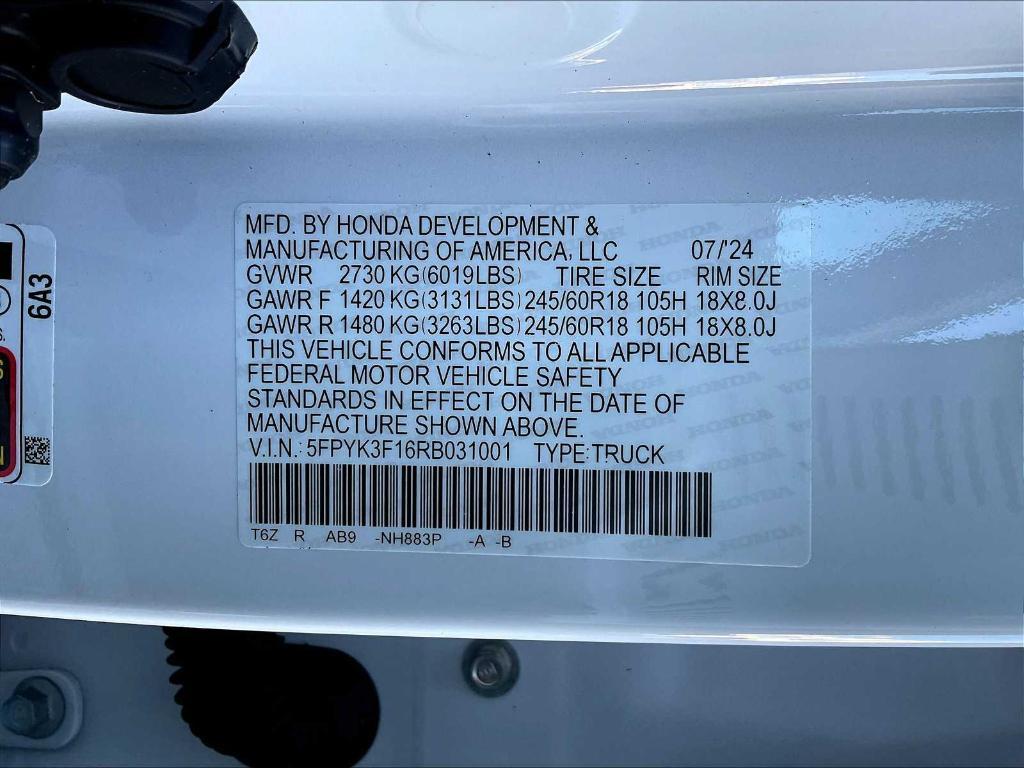 MFD. BY HONDA DEVELOPMENT &
MANUFACTURING OF AMERICA, LLC 07/'24
GVWR 2730 KG(6019LBS) TIRE SIZE RIM SIZE
GAWR F 1420 KG(3131LBS) 245/60R18 105H 18X8.0J
GAWR R 1480 KG(3263LBS) 245/60R18 105H 18X8.0J
THIS VEHICLE CONFORMS TO ALL APPLICABLE
FEDERAL MOTOR VEHICLE SAFETY
STANDARDS IN EFFECT ON THE DATE OF
MANUFACTURE SHOWN ABOVE.
V.I.N.: 5FPYK3F16RB031001 TYPE:TRUCK
T6Z R AB9 -NH883P -A -B
6A3